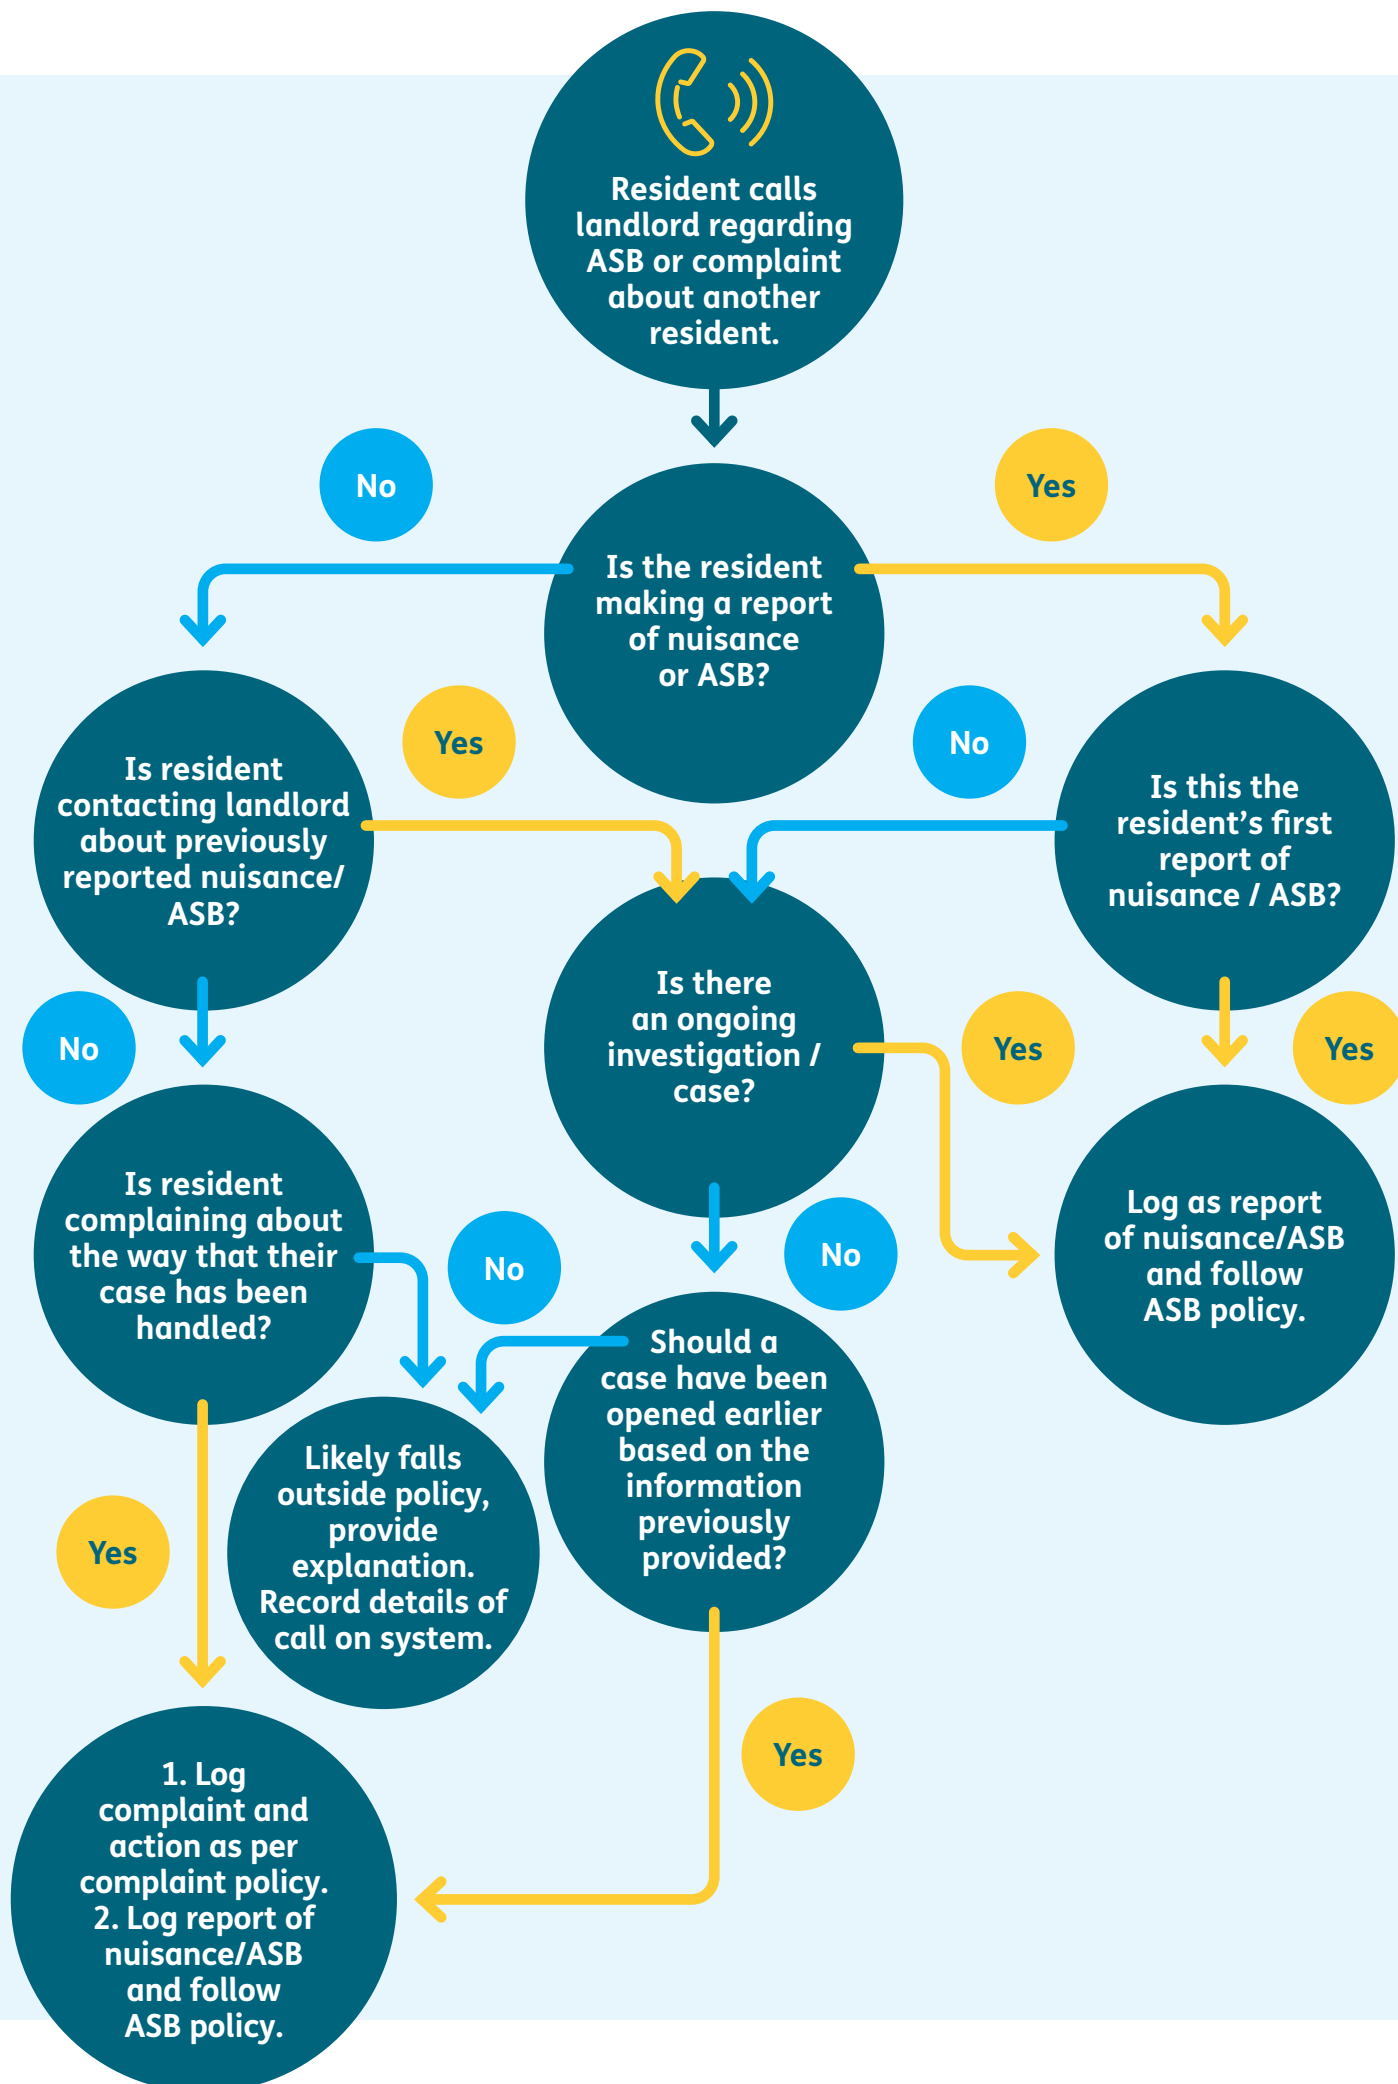 Resident calls
landlord regarding
ASB or complaint
about another
resident.
No
Yes
Is the resident
making a report
of nuisance
or ASB?
Is resident
contacting landlord
about previously
reported nuisance/
ASB?
Yes
No
Is this the
resident’s first
report of
nuisance / ASB?
No
Is there
an ongoing
investigation /
case?
Yes
Yes
Is resident
complaining about
the way that their
case has been
handled?
No
No
Log as report
of nuisance/ASB
and follow
ASB policy.
Should a
case have been
opened earlier
based on the
information
previously
provided?
Likely falls
outside policy,
provide
explanation.
Record details of
call on system.
Yes
Yes
1. Log
complaint and
action as per
complaint policy.
2. Log report of
nuisance/ASB
and follow
ASB policy.